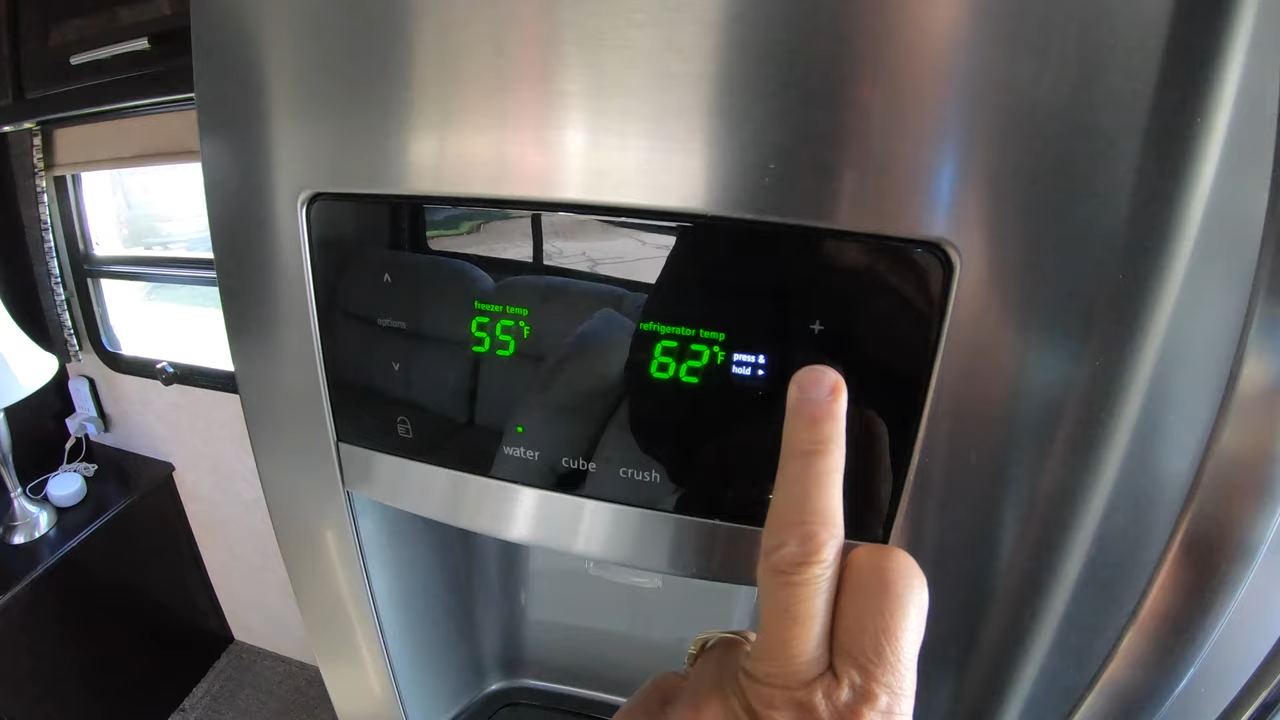 options
freezer temp
55°F
refrigerator temp
62°F
press &
hold ▸
+
water
cube
crush